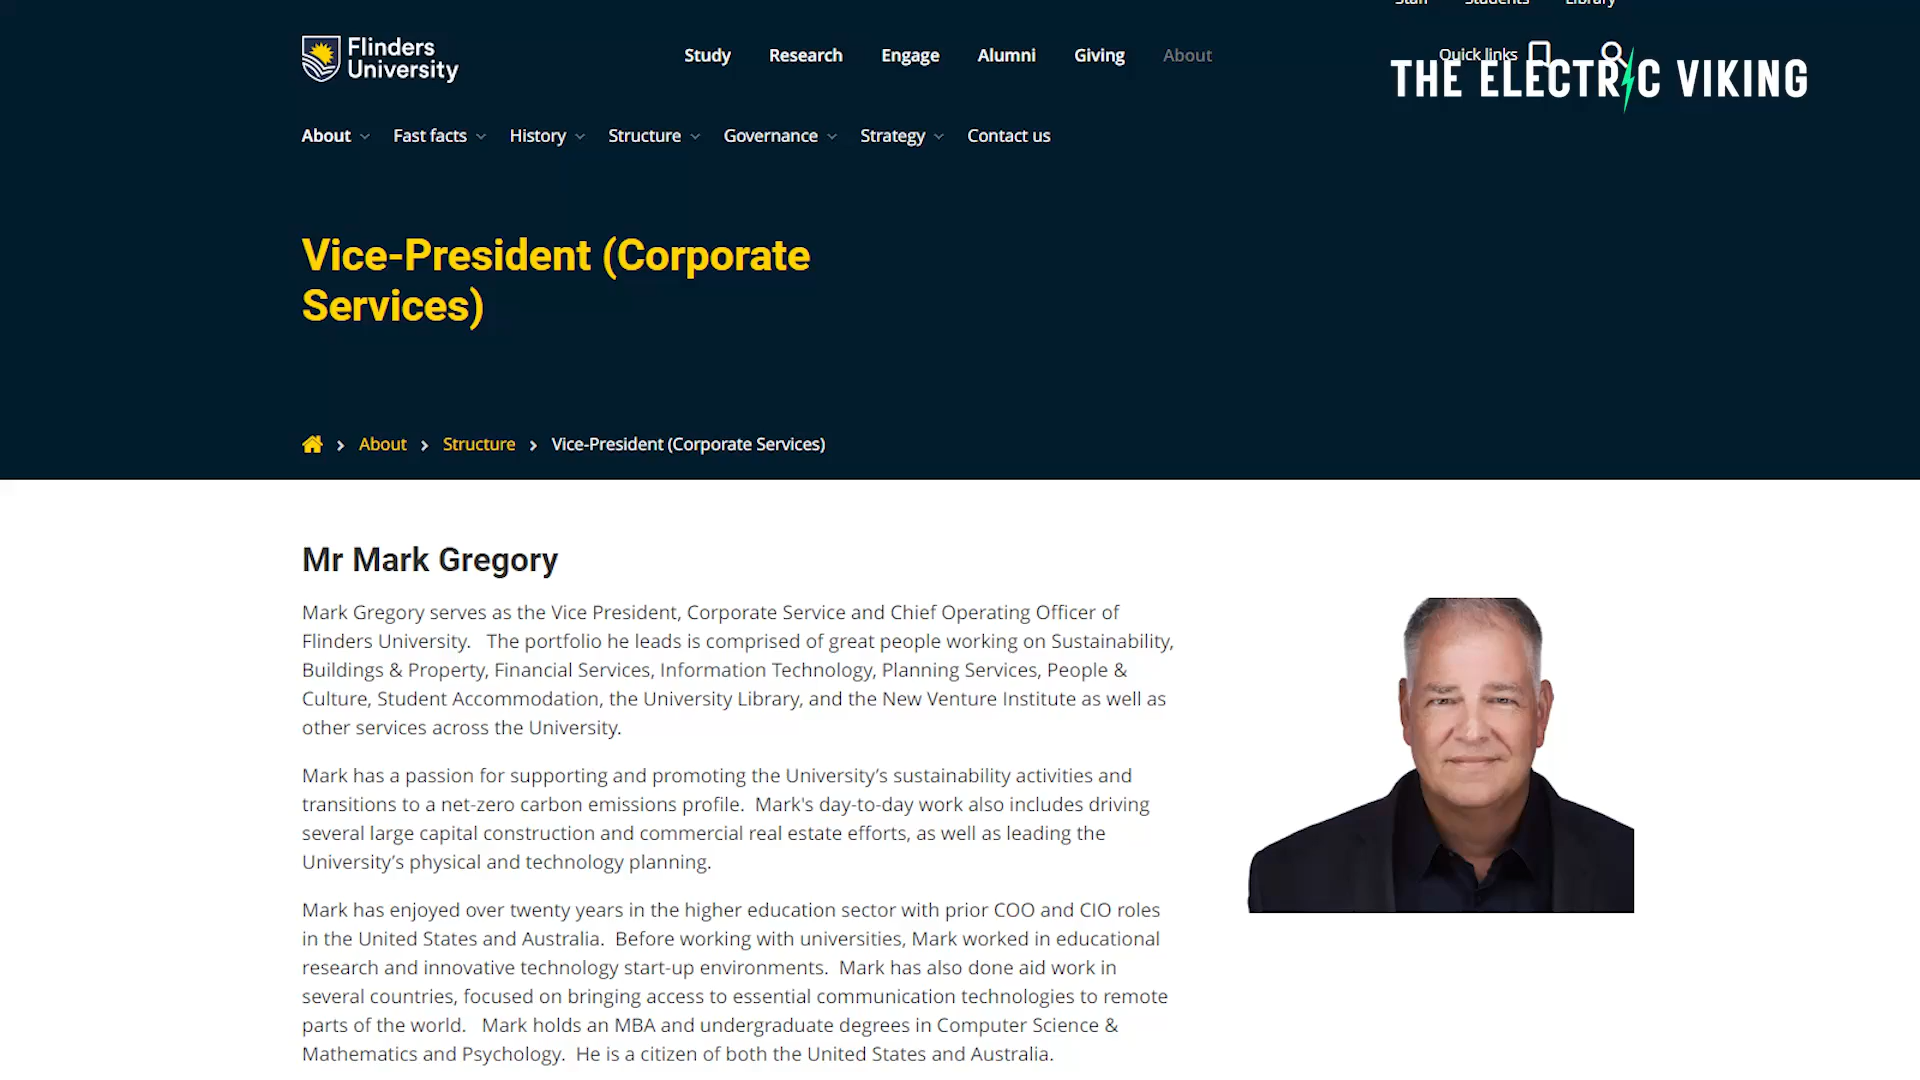 Staff Students Library
Flinders
University
Study Research Engage Alumni Giving About
Quick links
THE ELECTRIC VIKING
About Fast facts History Structure Governance Strategy Contact us
Vice-President (Corporate
Services)
About Structure Vice-President (Corporate Services)
Mr Mark Gregory
Mark Gregory serves as the Vice President, Corporate Service and Chief Operating Officer of
Flinders University. The portfolio he leads is comprised of great people working on Sustainability,
Buildings & Property, Financial Services, Information Technology, Planning Services, People &
Culture, Student Accommodation, the University Library, and the New Venture Institute as well as
other services across the University.
Mark has a passion for supporting and promoting the University’s sustainability activities and
transitions to a net-zero carbon emissions profile. Mark's day-to-day work also includes driving
several large capital construction and commercial real estate efforts, as well as leading the
University’s physical and technology planning.
Mark has enjoyed over twenty years in the higher education sector with prior COO and CIO roles
in the United States and Australia. Before working with universities, Mark worked in educational
research and innovative technology start-up environments. Mark has also done aid work in
several countries, focused on bringing access to essential communication technologies to remote
parts of the world. Mark holds an MBA and undergraduate degrees in Computer Science &
Mathematics and Psychology. He is a citizen of both the United States and Australia.